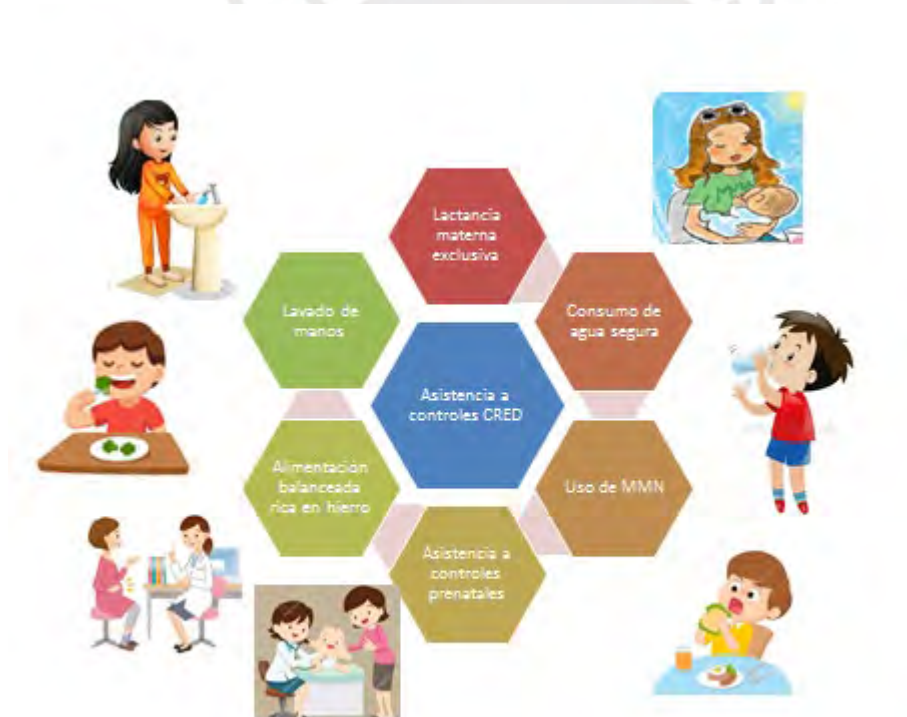 Lactancia
materna
exclusiva
Consumo de
agua segura
Uso de MMN
Asistencia a
controles
prenatales
Alimentación
balanceada
rica en hierro
Lavado de
manos
Asistencia a
controles CRED